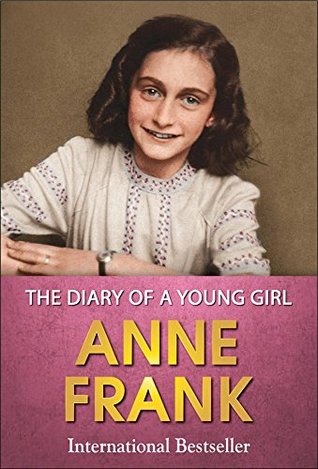 THE DIARY OF A YOUNG GIRL
ANNE
FRANK
International Bestseller